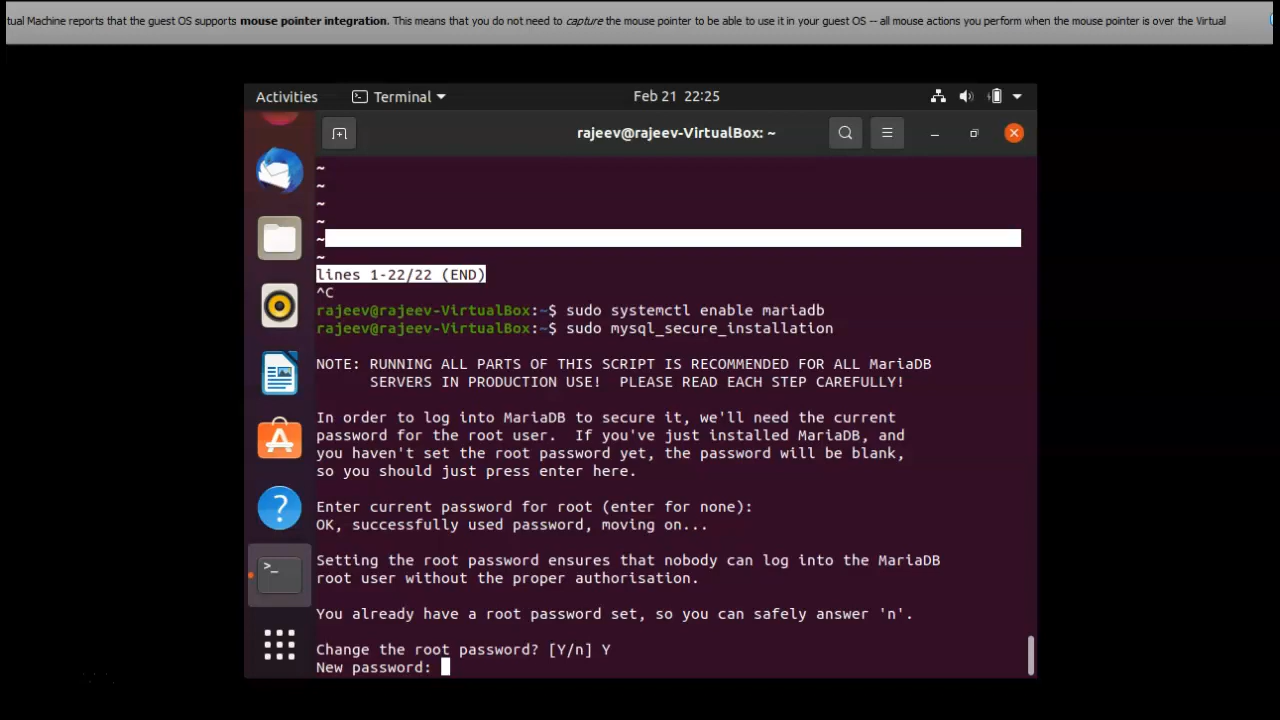 tual Machine reports that the guest OS supports mouse pointer integration. This means that you do not need to capture the mouse pointer to be able to use it in your guest OS -- all mouse actions you perform when the mouse pointer is over the Virtual
Activities Terminal Feb 21 22:25
rajeev@rajeev-VirtualBox: ~
~
~
~
~
~
~
lines 1-22/22 (END)
^C
rajeev@rajeev-VirtualBox:~$ sudo systemctl enable mariadb
rajeev@rajeev-VirtualBox:~$ sudo mysql_secure_installation
NOTE: RUNNING ALL PARTS OF THIS SCRIPT IS RECOMMENDED FOR ALL MariaDB
SERVERS IN PRODUCTION USE!  PLEASE READ EACH STEP CAREFULLY!
In order to log into MariaDB to secure it, we'll need the current
password for the root user.  If you've just installed MariaDB, and
you haven't set the root password yet, the password will be blank,
so you should just press enter here.
Enter current password for root (enter for none):
OK, successfully used password, moving on...
Setting the root password ensures that nobody can log into the MariaDB
root user without the proper authorisation.
You already have a root password set, so you can safely answer 'n'.
Change the root password? [Y/n] Y
New password: